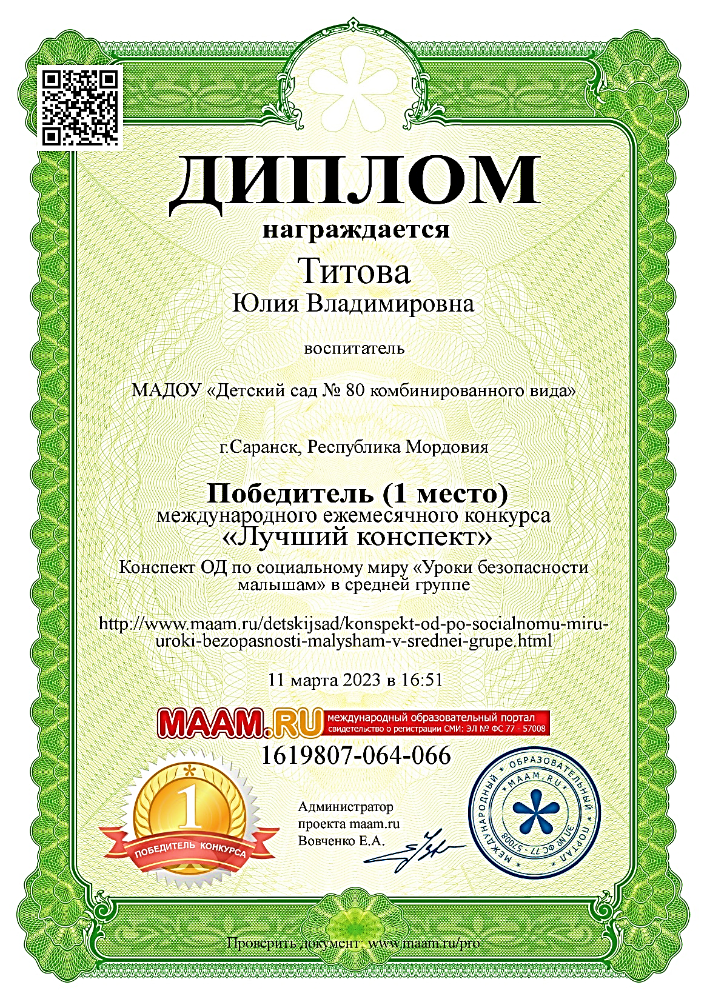 ДИПЛОМ
награждается
Титова
Юлия Владимировна
воспитатель
МАДОУ «Детский сад № 80 комбинированного вида»
г.Саранск, Республика Мордовия
Победитель (1 место)
международного ежемесячного конкурса
«Лучший конспект»
Конспект ОД по социальному миру «Уроки безопасности
малышам» в средней группе
http://www.maam.ru/detskijsad/konspekt-od-po-socialnomu-miru-
uroki-bezopasnosti-malysham-v-srednei-grupe.html
11 марта 2023 в 16:51
MAAM.RU
международный образовательный портал
свидетельство о регистрации СМИ: ЭЛ № ФС 77 - 57008
1619807-064-066
1
ПОБЕДИТЕЛЬ КОНКУРСА
Администратор
проекта maam.ru
Вовченко Е.А.
* МЕЖДУНАРОДНЫЙ * ОБРАЗОВАТЕЛЬНЫЙ * ПОРТАЛ *
*MAAM.RU*
ЭЛ № ФС 77 - 57008
Проверить документ: www.maam.ru/pro